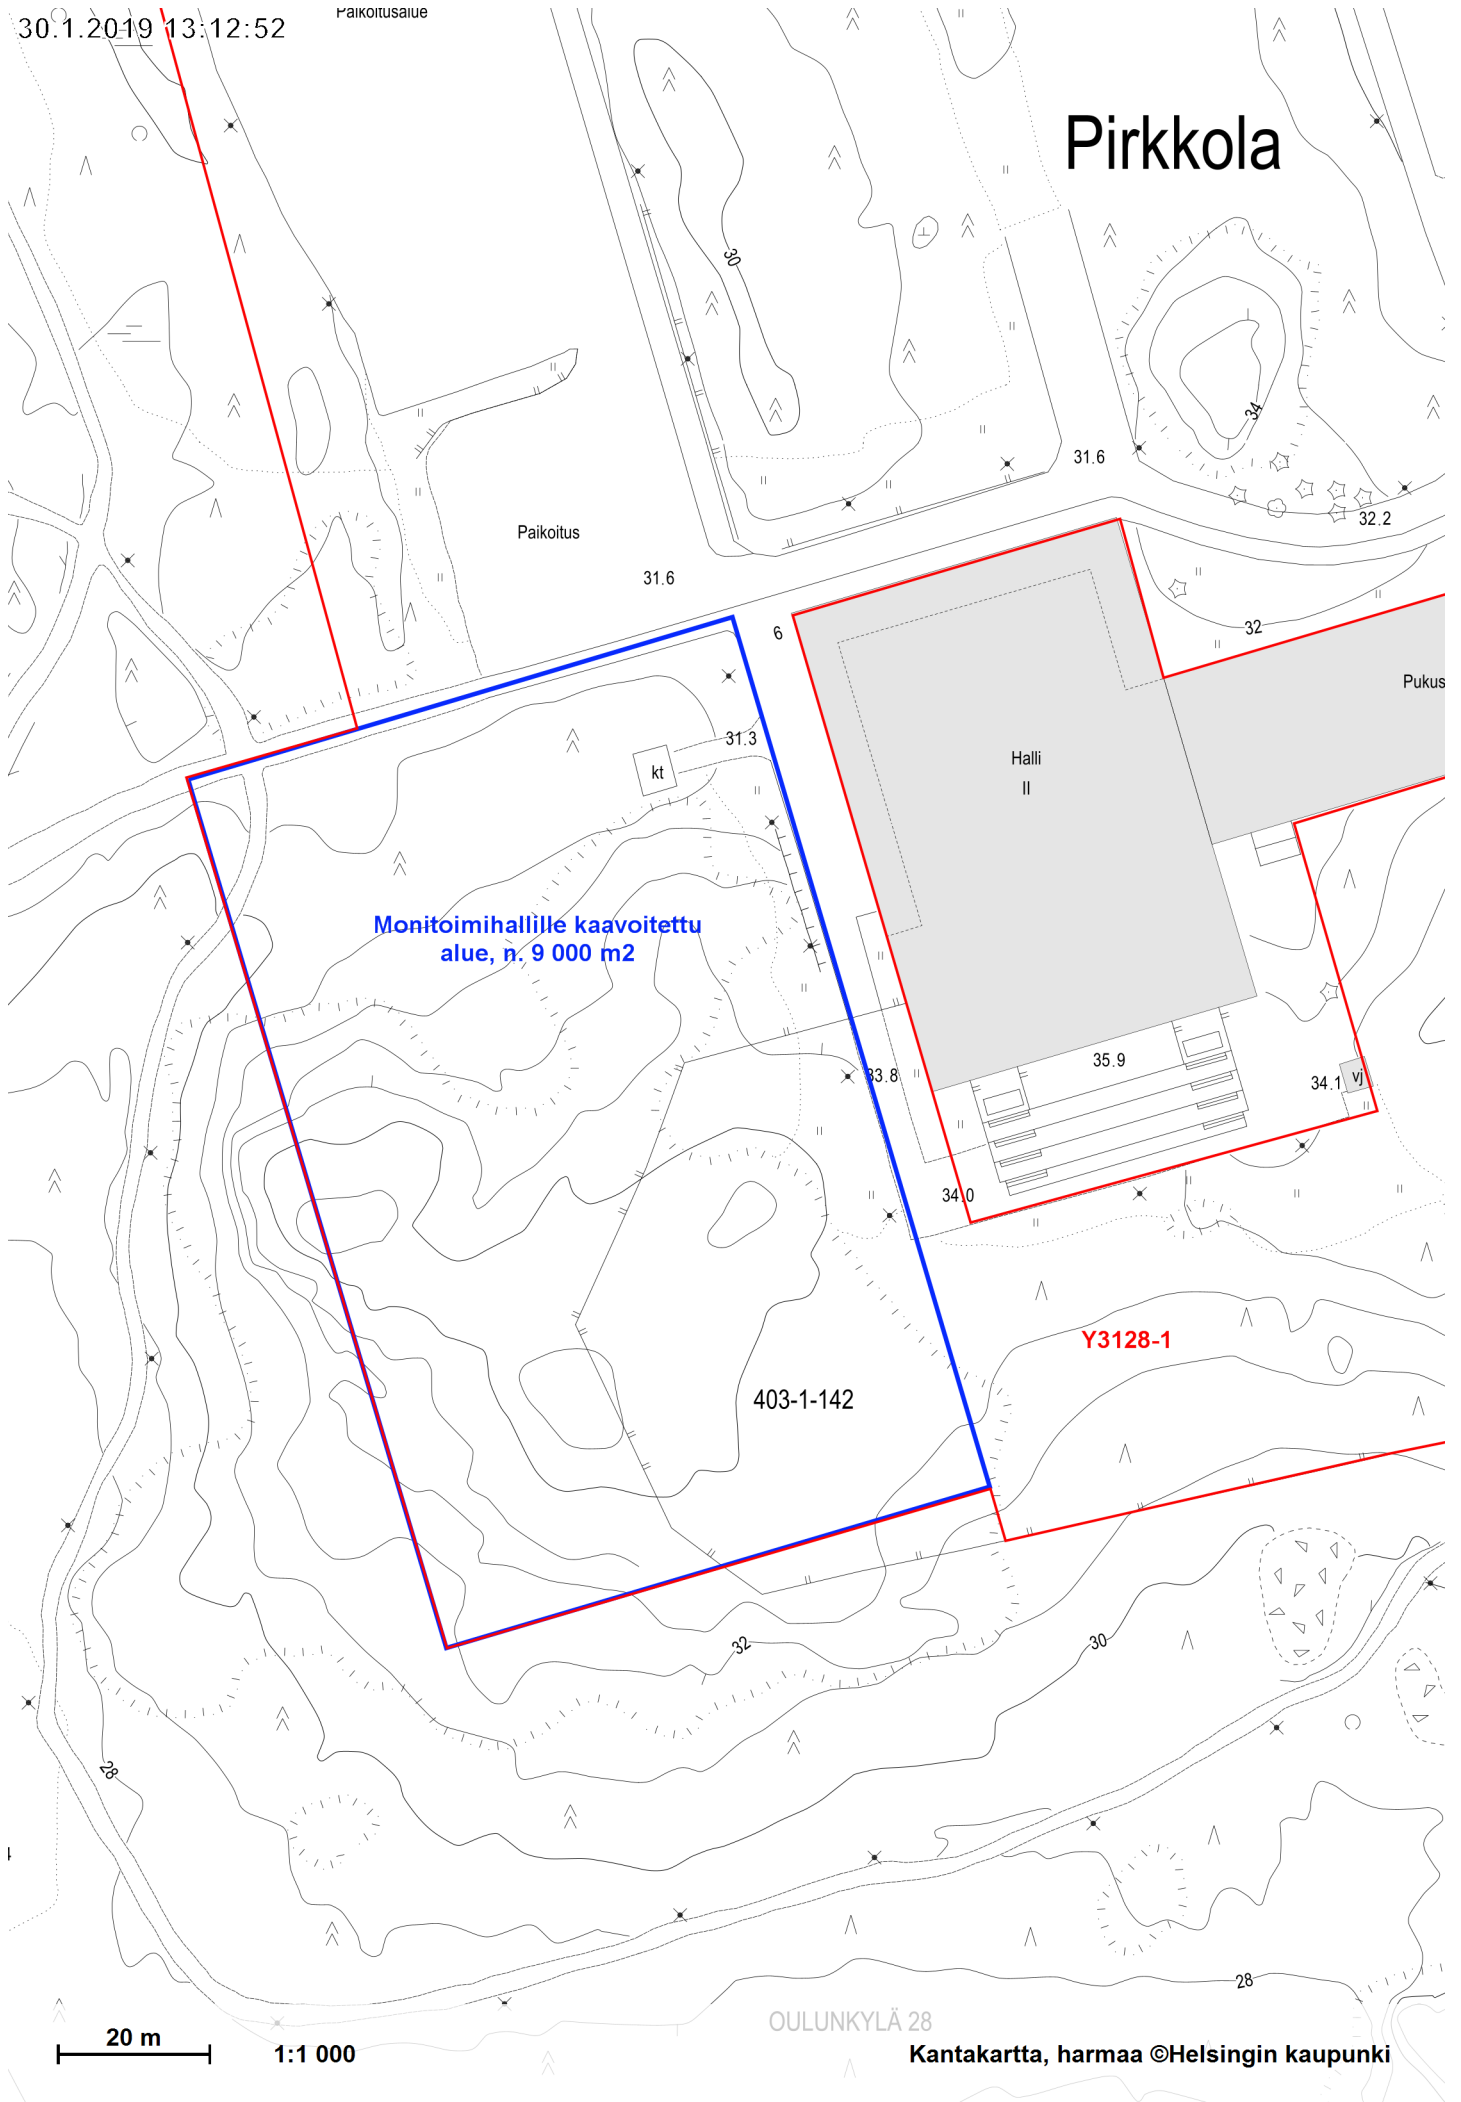 Paikoitusalue
30.1.2019 13:12:52
Pirkkola
30
34
31.6
32.2
Paikoitus
31.6
6
32
Pukus
31.3
kt
Halli
II
Monitoimihallille kaavoitettu
alue, n. 9 000 m2
35.9
33.8
34.1
vj
34.0
Y3128-1
403-1-142
32
30
28
4
28
OULUNKYLÄ 28
20 m
1:1 000
Kantakartta, harmaa ©Helsingin kaupunki